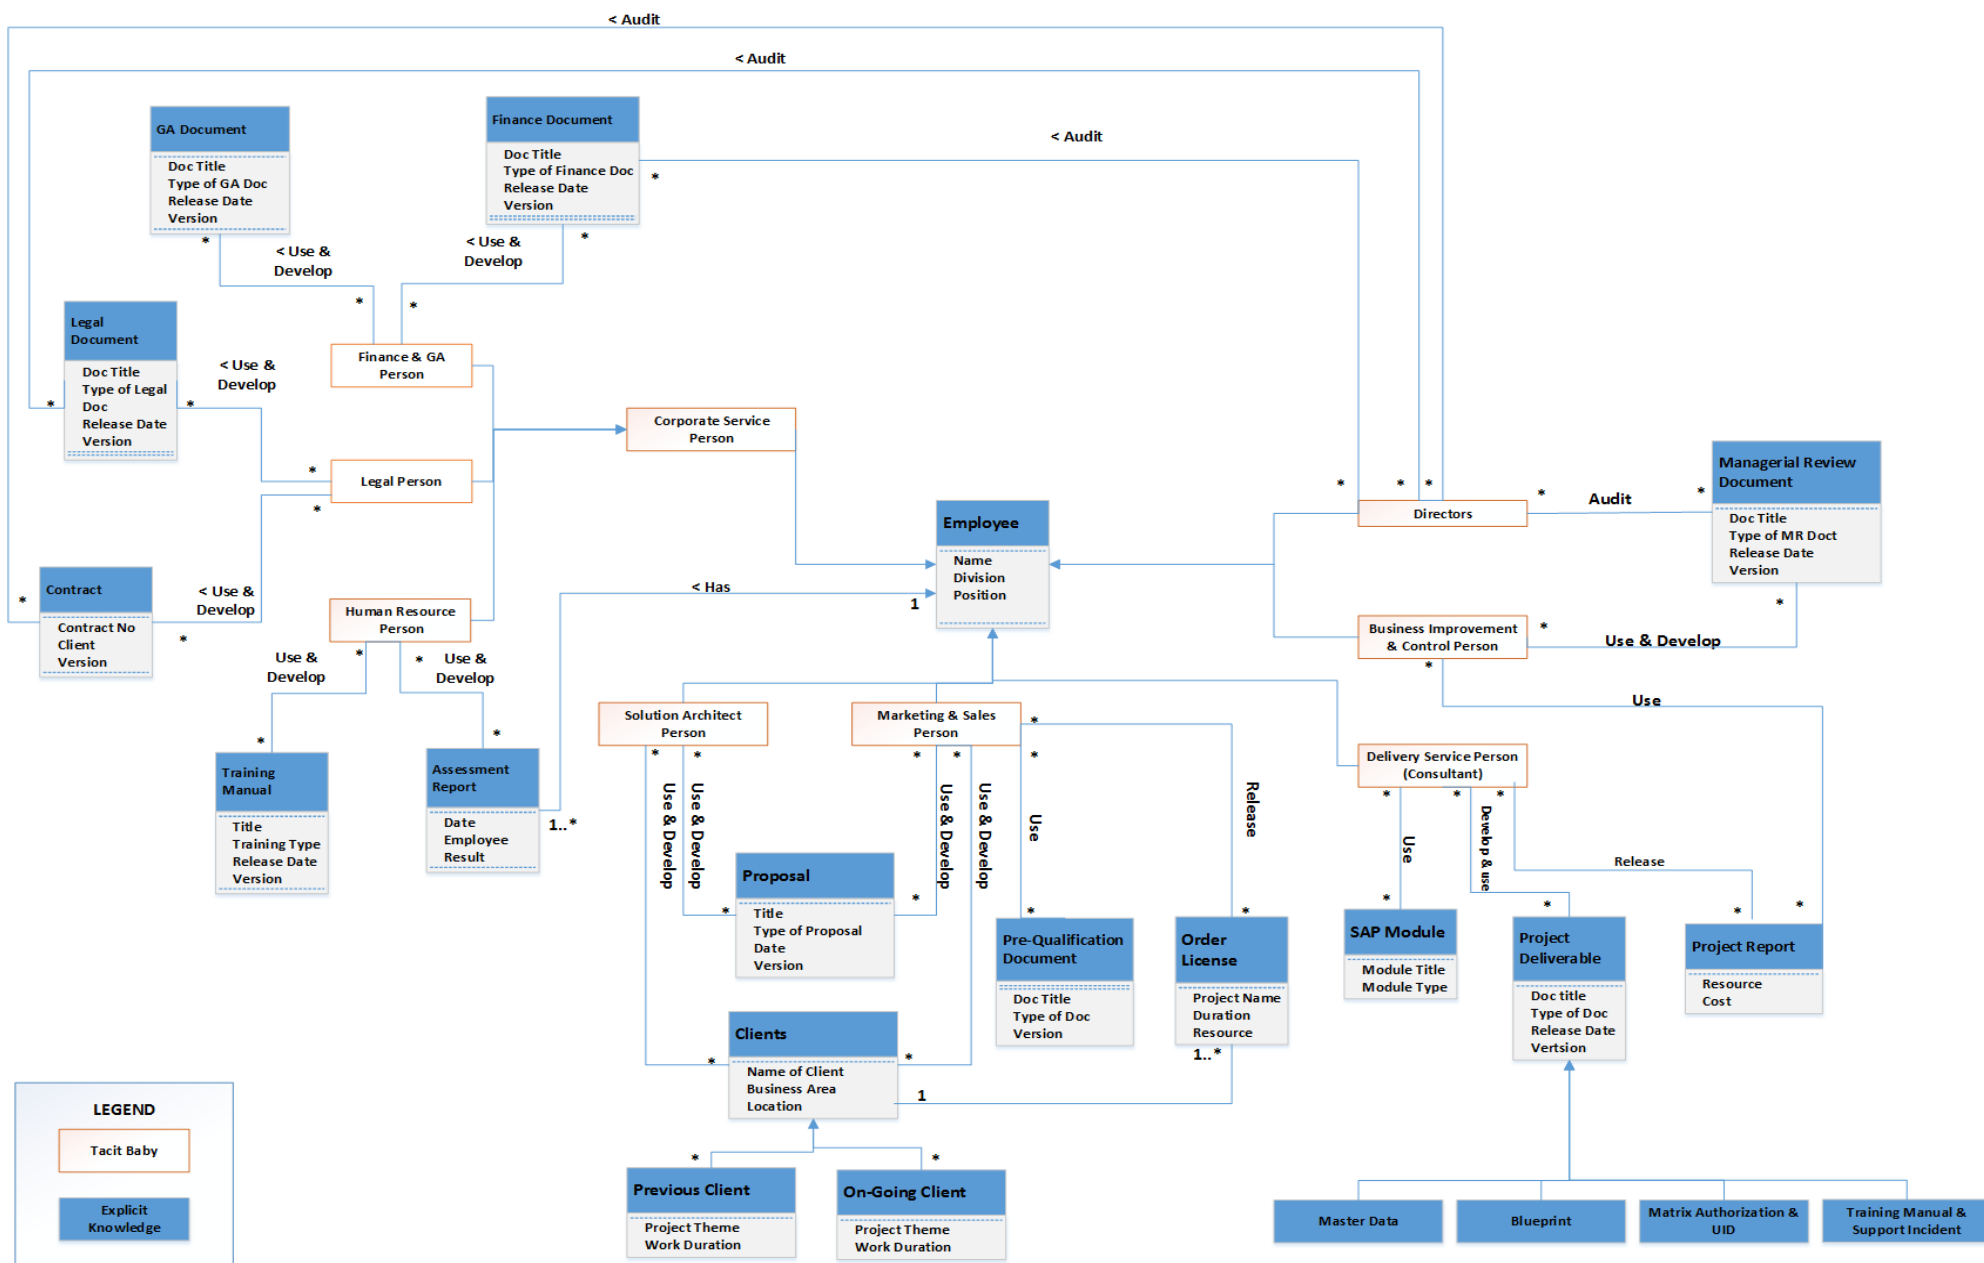 < Audit
< Audit
GA Document
Doc Title
Type of GA Doc
Release Date
Version
*
Finance Document
Doc Title
Type of Finance Doc
Release Date
Version
*
*
< Audit
< Use &
Develop
*
< Use &
Develop
*
Legal
Document
Doc Title
Type of Legal
Doc
Release Date
Version
*
*
< Use &
Develop
Finance & GA
Person
Corporate Service
Person
*
Legal Person
*
Contract
Contract No
Client
Version
*
*
< Use &
Develop
Human Resource
Person
*
*
Use &
Develop
Use &
Develop
*
*
Training
Manual
Title
Training Type
Release Date
Version
Assessment
Report
Date
Employee
Result
1..*
< Has
1
Employee
Name
Division
Position
*
*
*
Directors
*
Audit
*
Managerial Review
Document
Doc Title
Type of MR Doct
Release Date
Version
*
Business Improvement
& Control Person
*
Use & Develop
*
Use
Solution Architect
Person
*
*
Use & Develop
Use & Develop
Marketing & Sales
Person
*
*
*
*
Use & Develop
Use & Develop
Use
Release
Delivery Service Person
(Consultant)
*
*
*
Use
Develop & use
Release
*
Proposal
Title
Type of Proposal
Date
Version
*
*
Pre-Qualification
Document
Doc Title
Type of Doc
Version
*
Order
License
Project Name
Duration
Resource
1..*
*
SAP Module
Module Title
Module Type
*
Project
Deliverable
Doc title
Type of Doc
Release Date
Vertsion
*
*
Project Report
Resource
Cost
*
Clients
Name of Client
Business Area
Location
*
1
*
*
Previous Client
Project Theme
Work Duration
On-Going Client
Project Theme
Work Duration
Master Data
Blueprint
Matrix Authorization &
UID
Training Manual &
Support Incident
LEGEND
Tacit Baby
Explicit
Knowledge